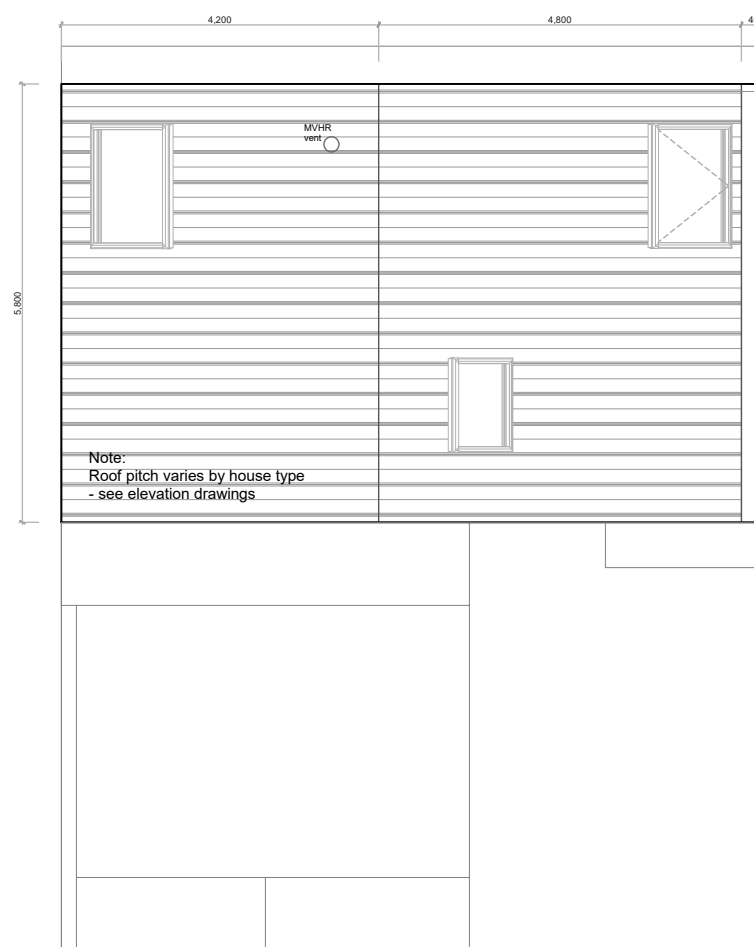 4,200
4,800
4
MVHR
vent
5,800
Note:
Roof pitch varies by house type
- see elevation drawings